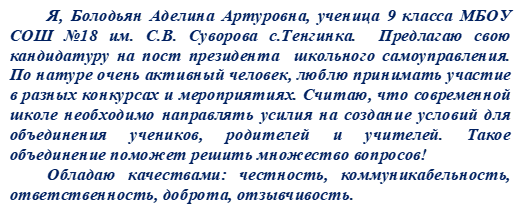 Я, Болодьян Аделина Артуровна, ученица 9 класса МБОУ
СОШ №18 им. С.В. Суворова с.Тенгинка. Предлагаю свою
кандидатуру на пост президента школьного самоуправления.
По натуре очень активный человек, люблю принимать участие
в разных конкурсах и мероприятиях. Считаю, что современной
школе необходимо направлять усилия на создание условий для
объединения учеников, родителей и учителей. Такое
объединение поможет решить множество вопросов!
Обладаю качествами: честность, коммуникабельность,
ответственность, доброта, отзывчивость.